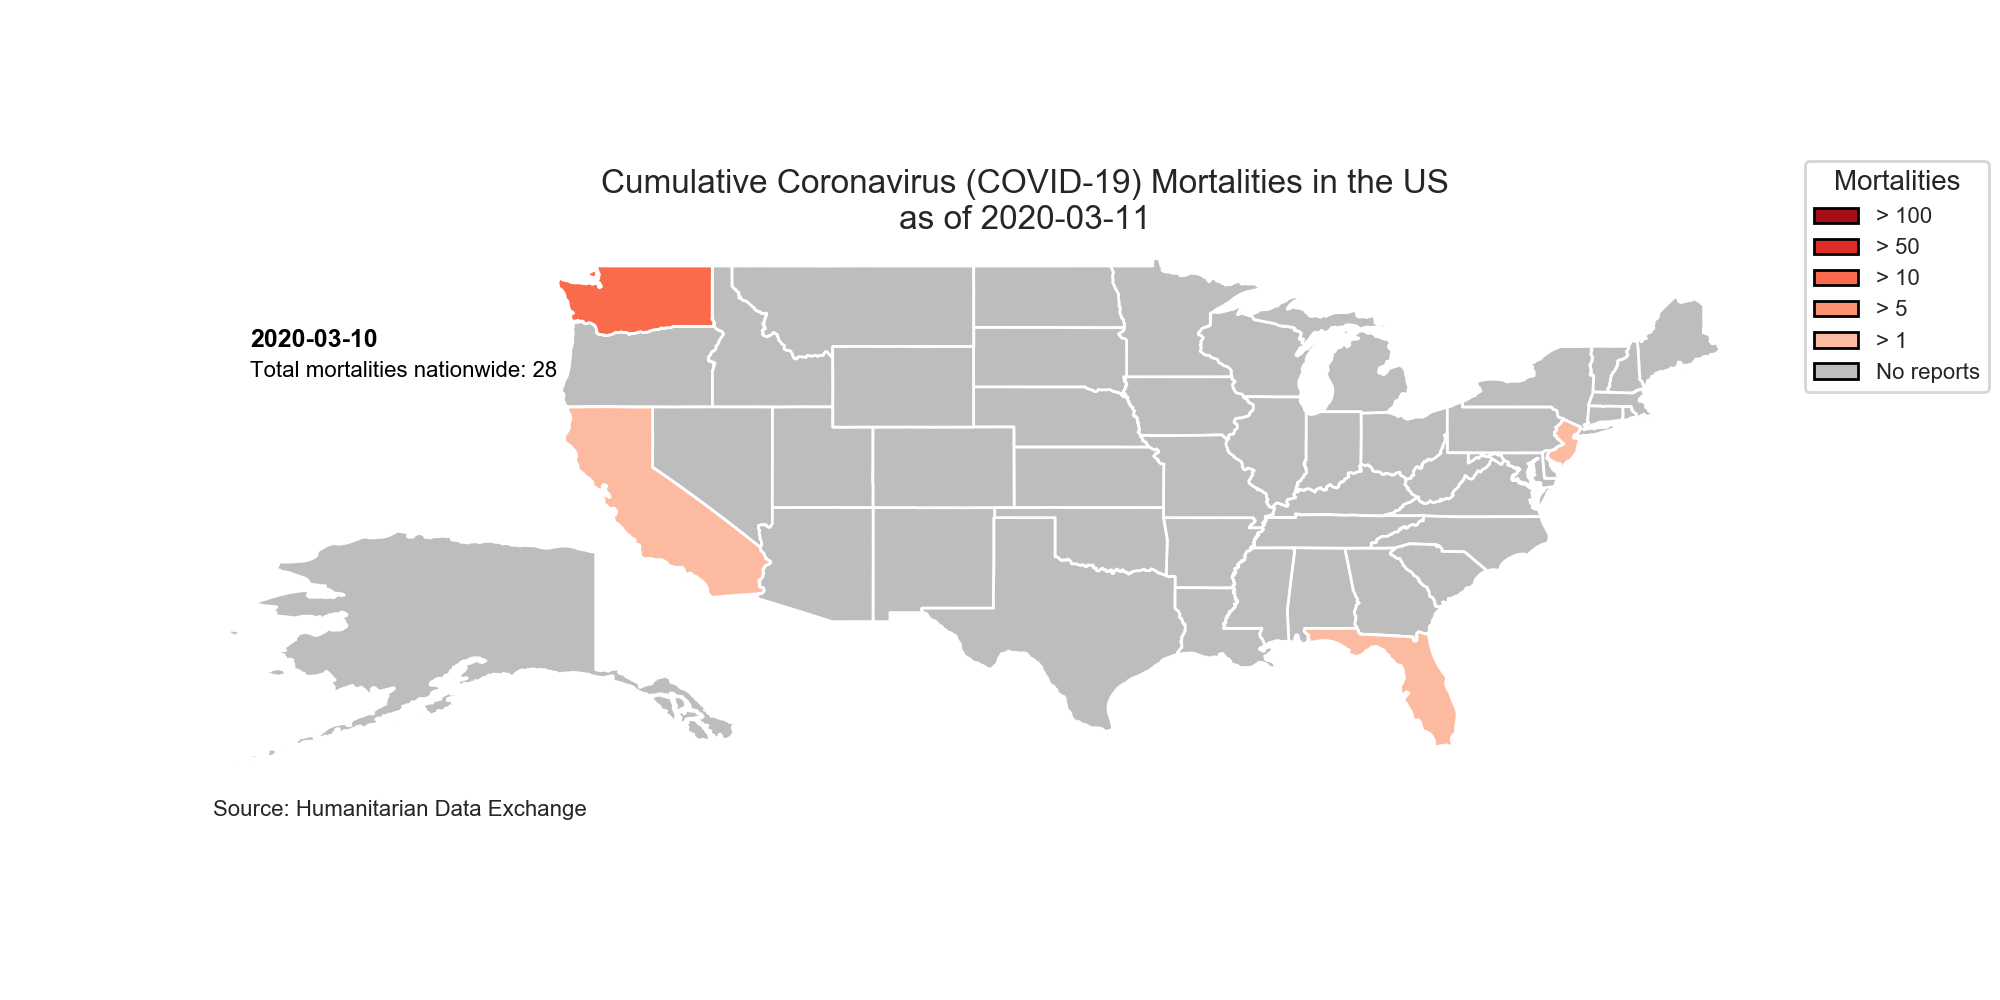 Cumulative Coronavirus (COVID-19) Mortalities in the US
as of 2020-03-11
Mortalities
> 100
> 50
> 10
> 5
> 1
No reports
2020-03-10
Total mortalities nationwide: 28
Source: Humanitarian Data Exchange